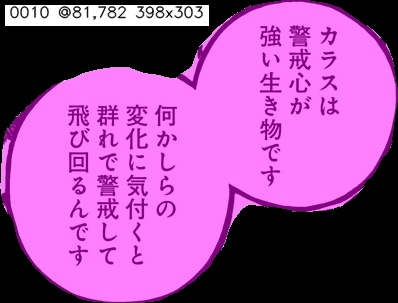 0010 @81,782 398x303
カラスは
警戒心が
強い生き物です
何かしらの
変化に気付くと
群れで警戒して
飛び回るんです